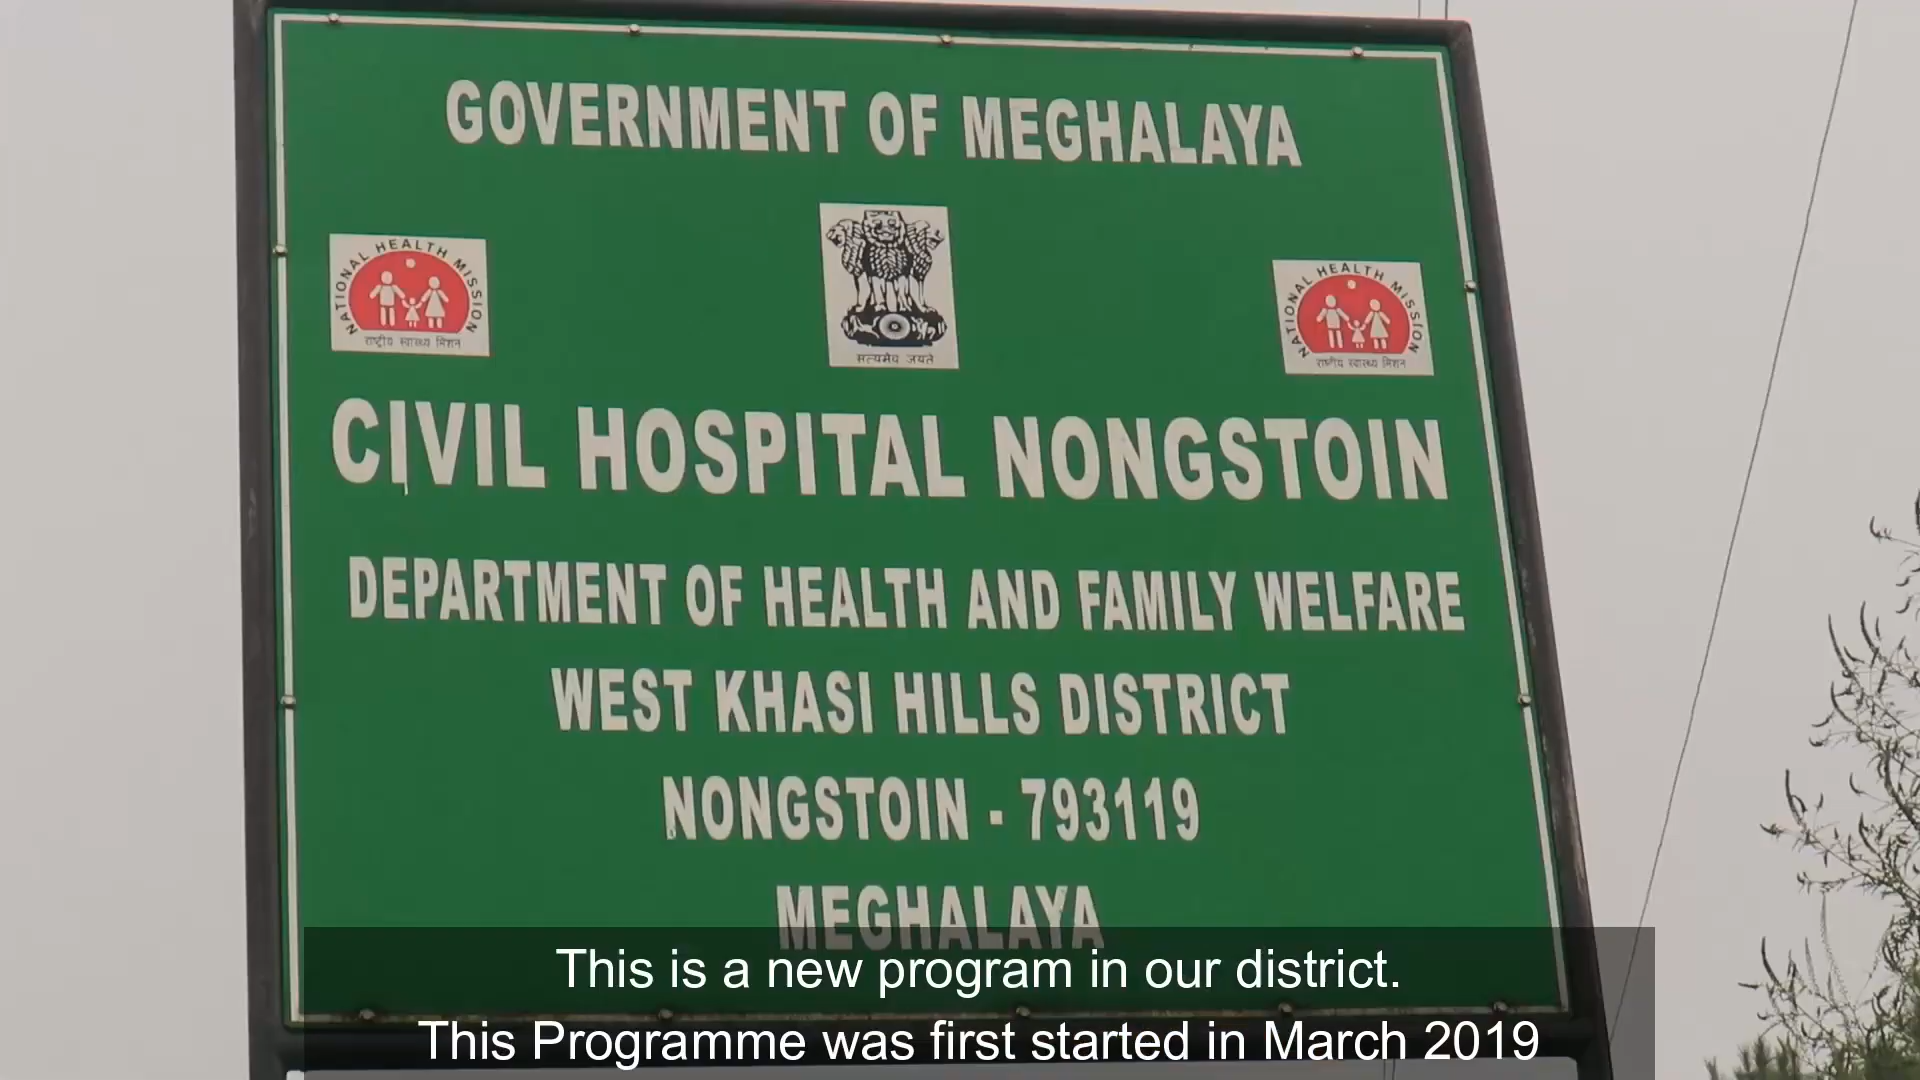 GOVERNMENT OF MEGHALAYA
NATIONAL HEALTH MISSION
राष्ट्रीय स्वास्थ्य मिशन
सत्यमेव जयते
NATIONAL HEALTH MISSION
राष्ट्रीय स्वास्थ्य मिशन
CIVIL HOSPITAL NONGSTOIN
DEPARTMENT OF HEALTH AND FAMILY WELFARE
WEST KHASI HILLS DISTRICT
NONGSTOIN - 793119
MEGHALAYA
This is a new program in our district.
This Programme was first started in March 2019